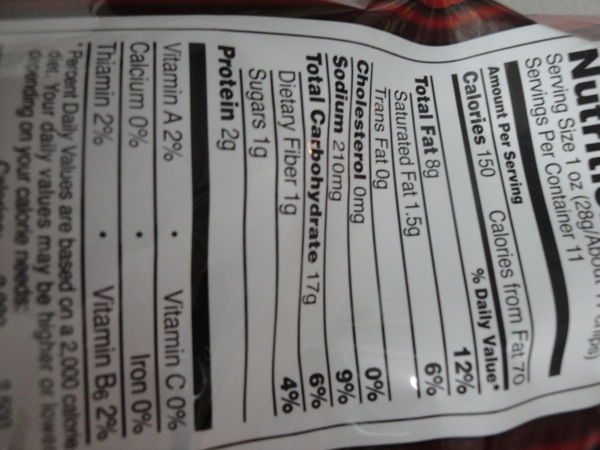 Nutriti
Serving Size 1 oz (28g/About 11 chips)
Servings Per Container 11
Amount Per Serving
Calories 150 Calories from Fat 70
% Daily Value*
Total Fat 8g 12%
Saturated Fat 1.5g 6%
Trans Fat 0g
Cholesterol 0mg 0%
Sodium 210mg 9%
Total Carbohydrate 17g 6%
Dietary Fiber 1g 4%
Sugars 1g
Protein 2g
Vitamin A 2% • Vitamin C 0%
Calcium 0% • Iron 0%
Thiamin 2% • Vitamin B6 2%
*Percent Daily Values are based on a 2,000 calorie
diet. Your daily values may be higher or lower
depending on your calorie needs: